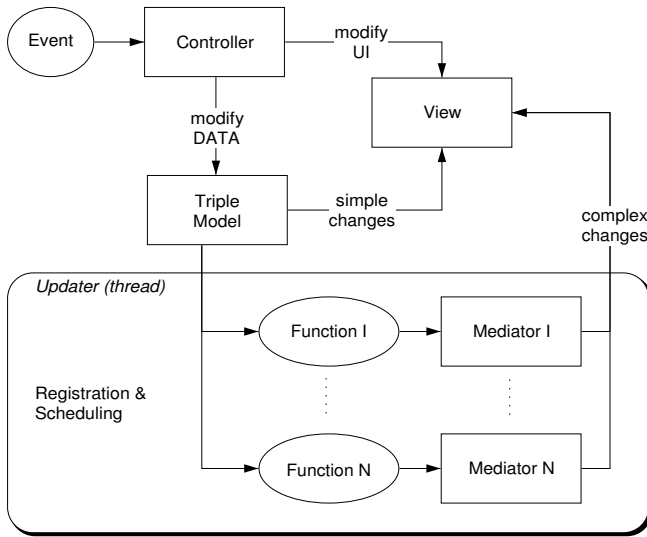 Event
Controller
modify
UI
modify
DATA
View
Triple
Model
simple
changes
complex
changes
Updater (thread)
Function I
Mediator I
Registration &
Scheduling
Function N
Mediator N